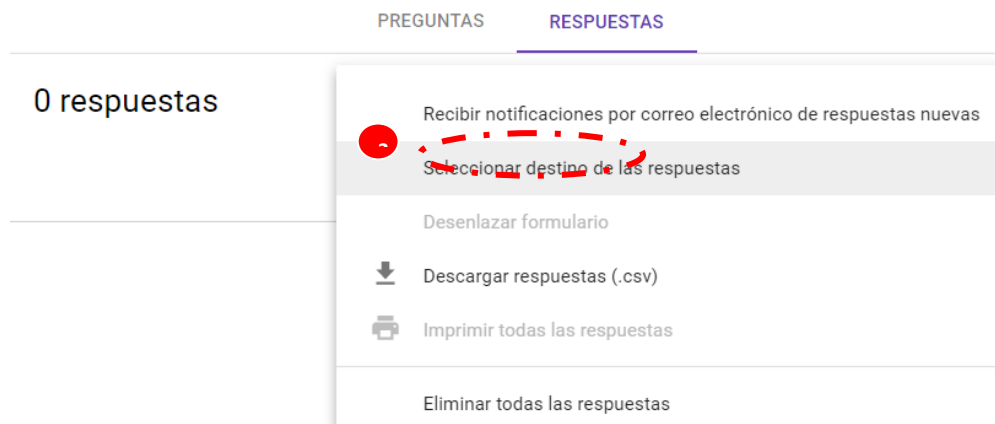 PREGUNTAS RESPUESTAS
0 respuestas
Recibir notificaciones por correo electrónico de respuestas nuevas
Seleccionar destino de las respuestas
Desenlazar formulario
Descargar respuestas (.csv)
Imprimir todas las respuestas
Eliminar todas las respuestas